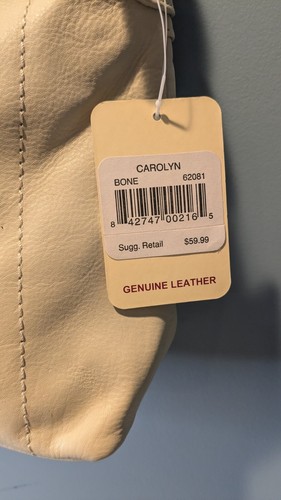 CAROLYN
BONE 62081
8 42747 00216 5
Sugg. Retail $59.99
GENUINE LEATHER